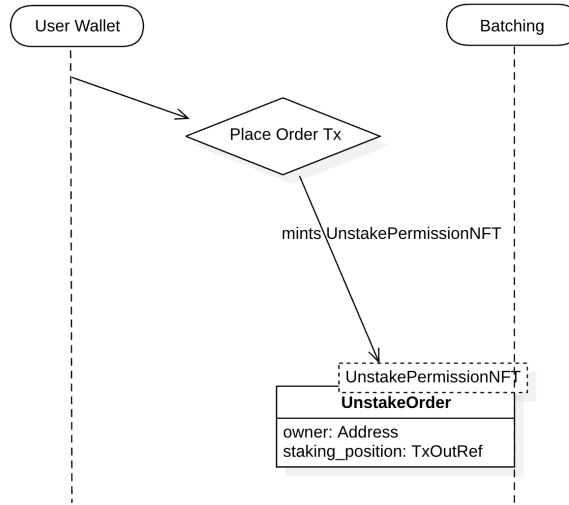 User Wallet
Batching
Place Order Tx
mints UnstakePermissionNFT
UnstakePermissionNFT
UnstakeOrder
owner: Address
staking_position: TxOutRef